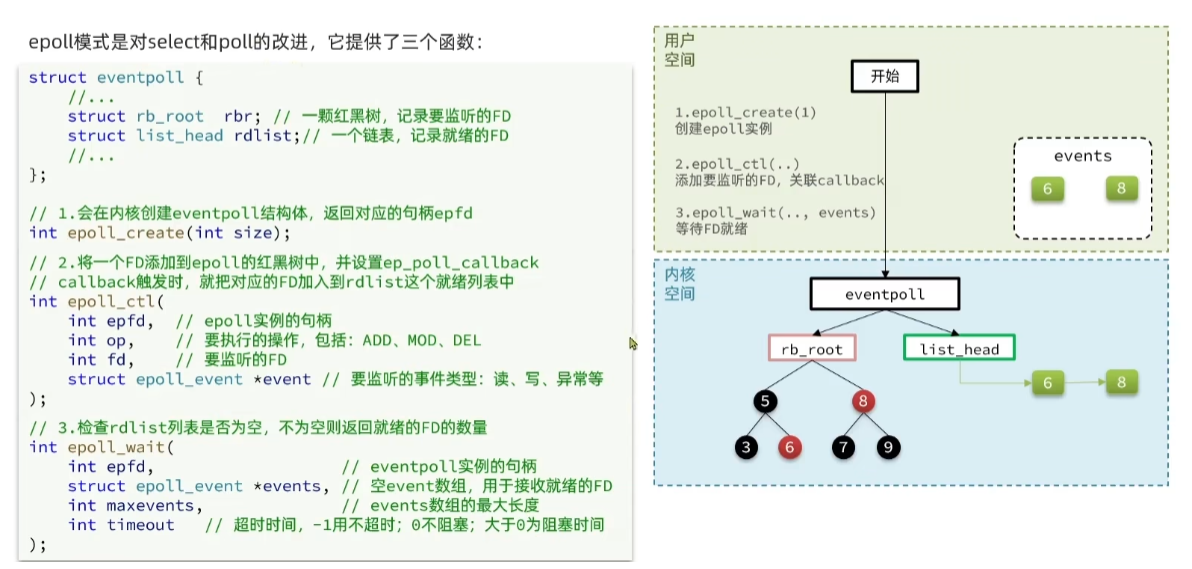 epoll模式是对select和poll的改进，它提供了三个函数：
struct eventpoll {
    //...
    struct rb_root  rbr; // 一颗红黑树，记录要监听的FD
    struct list_head rdlist;// 一个链表，记录就绪的FD
    //...
};
// 1.会在内核创建eventpoll结构体，返回对应的句柄epfd
int epoll_create(int size);
// 2.将一个FD添加到epoll的红黑树中，并设置ep_poll_callback
// callback触发时，就把对应的FD加入到rdlist这个就绪列表中
int epoll_ctl(
    int epfd,  // epoll实例的句柄
    int op,    // 要执行的操作，包括：ADD、MOD、DEL
    int fd,    // 要监听的FD
    struct epoll_event *event // 要监听的事件类型：读、写、异常等
);
// 3.检查rdlist列表是否为空，不为空则返回就绪的FD的数量
int epoll_wait(
    int epfd,                   // eventpoll实例的句柄
    struct epoll_event *events, // 空event数组，用于接收就绪的FD
    int maxevents,              // events数组的最大长度
    int timeout   // 超时时间，-1用不超时；0不阻塞；大于0为阻塞时间
);
用户
空间
开始
1.epoll_create(1)
创建epoll实例
2.epoll_ctl(..)
添加要监听的FD，关联callback
3.epoll_wait(.., events)
等待FD就绪
events
6 8
内核
空间
eventpoll
rb_root list_head
6 8
5 8
3 6 7 9